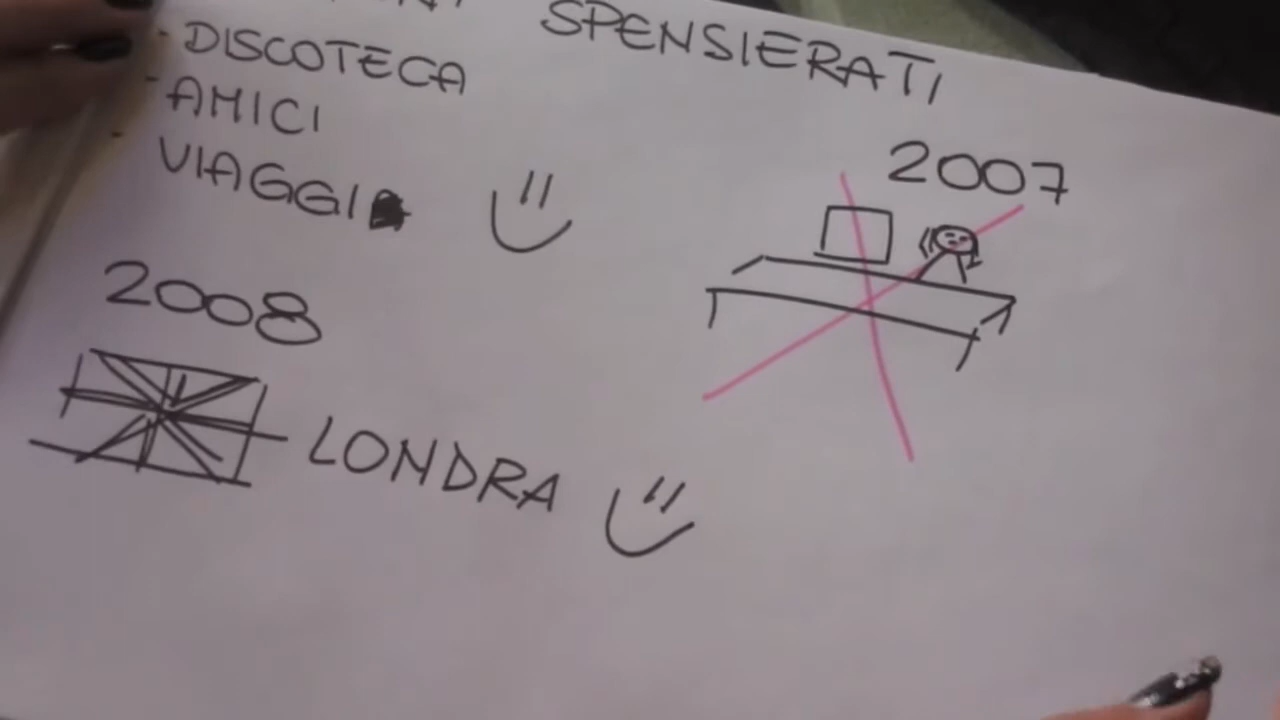 SPENSIERATI
- DISCOTECA
- AMICI
- VIAGGI
2007
2008
LONDRA